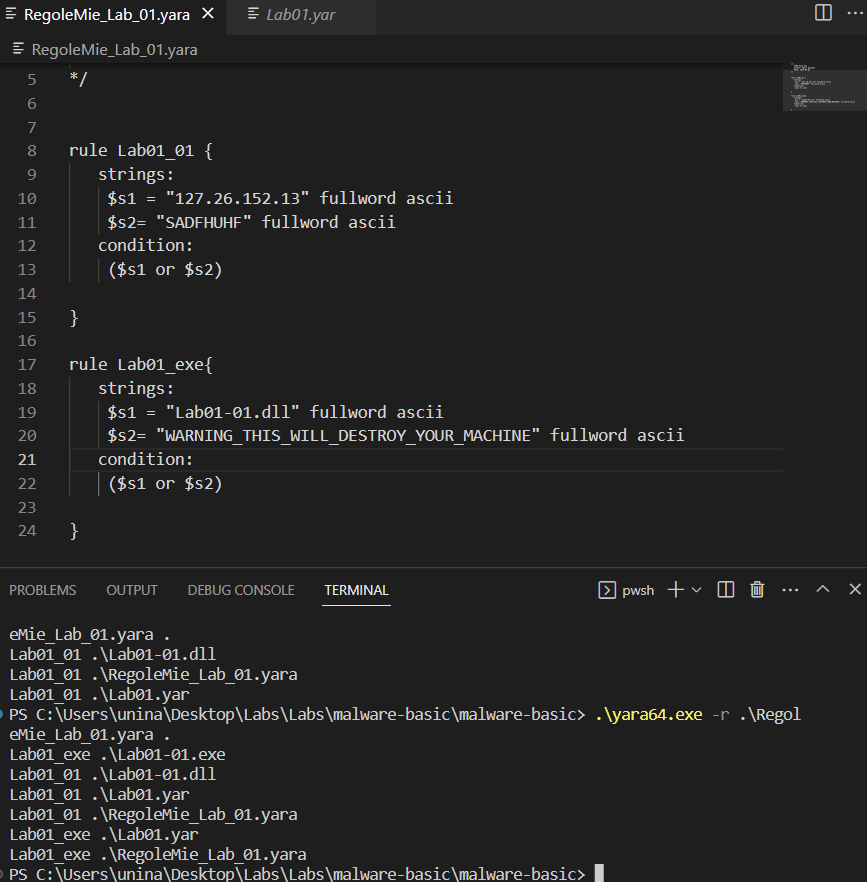 RegoleMie_Lab_01.yara Lab01.yar
RegoleMie_Lab_01.yara
5 */
6
7
8 rule Lab01_01 {
9 strings:
10 $s1 = "127.26.152.13" fullword ascii
11 $s2= "SADFHUHF" fullword ascii
12 condition:
13 ($s1 or $s2)
14
15 }
16
17 rule Lab01_exe{
18 strings:
19 $s1 = "Lab01-01.dll" fullword ascii
20 $s2= "WARNING_THIS_WILL_DESTROY_YOUR_MACHINE" fullword ascii
21 condition:
22 ($s1 or $s2)
23
24 }
PROBLEMS OUTPUT DEBUG CONSOLE TERMINAL pwsh
eMie_Lab_01.yara .
Lab01_01 .\Lab01-01.dll
Lab01_01 .\RegoleMie_Lab_01.yara
Lab01_01 .\Lab01.yar
PS C:\Users\unina\Desktop\Labs\Labs\malware-basic\malware-basic> .\yara64.exe -r .\Regol
eMie_Lab_01.yara .
Lab01_exe .\Lab01-01.exe
Lab01_01 .\Lab01-01.dll
Lab01_01 .\Lab01.yar
Lab01_01 .\RegoleMie_Lab_01.yara
Lab01_exe .\Lab01.yar
Lab01_exe .\RegoleMie_Lab_01.yara
PS C:\Users\unina\Desktop\Labs\Labs\malware-basic\malware-basic>